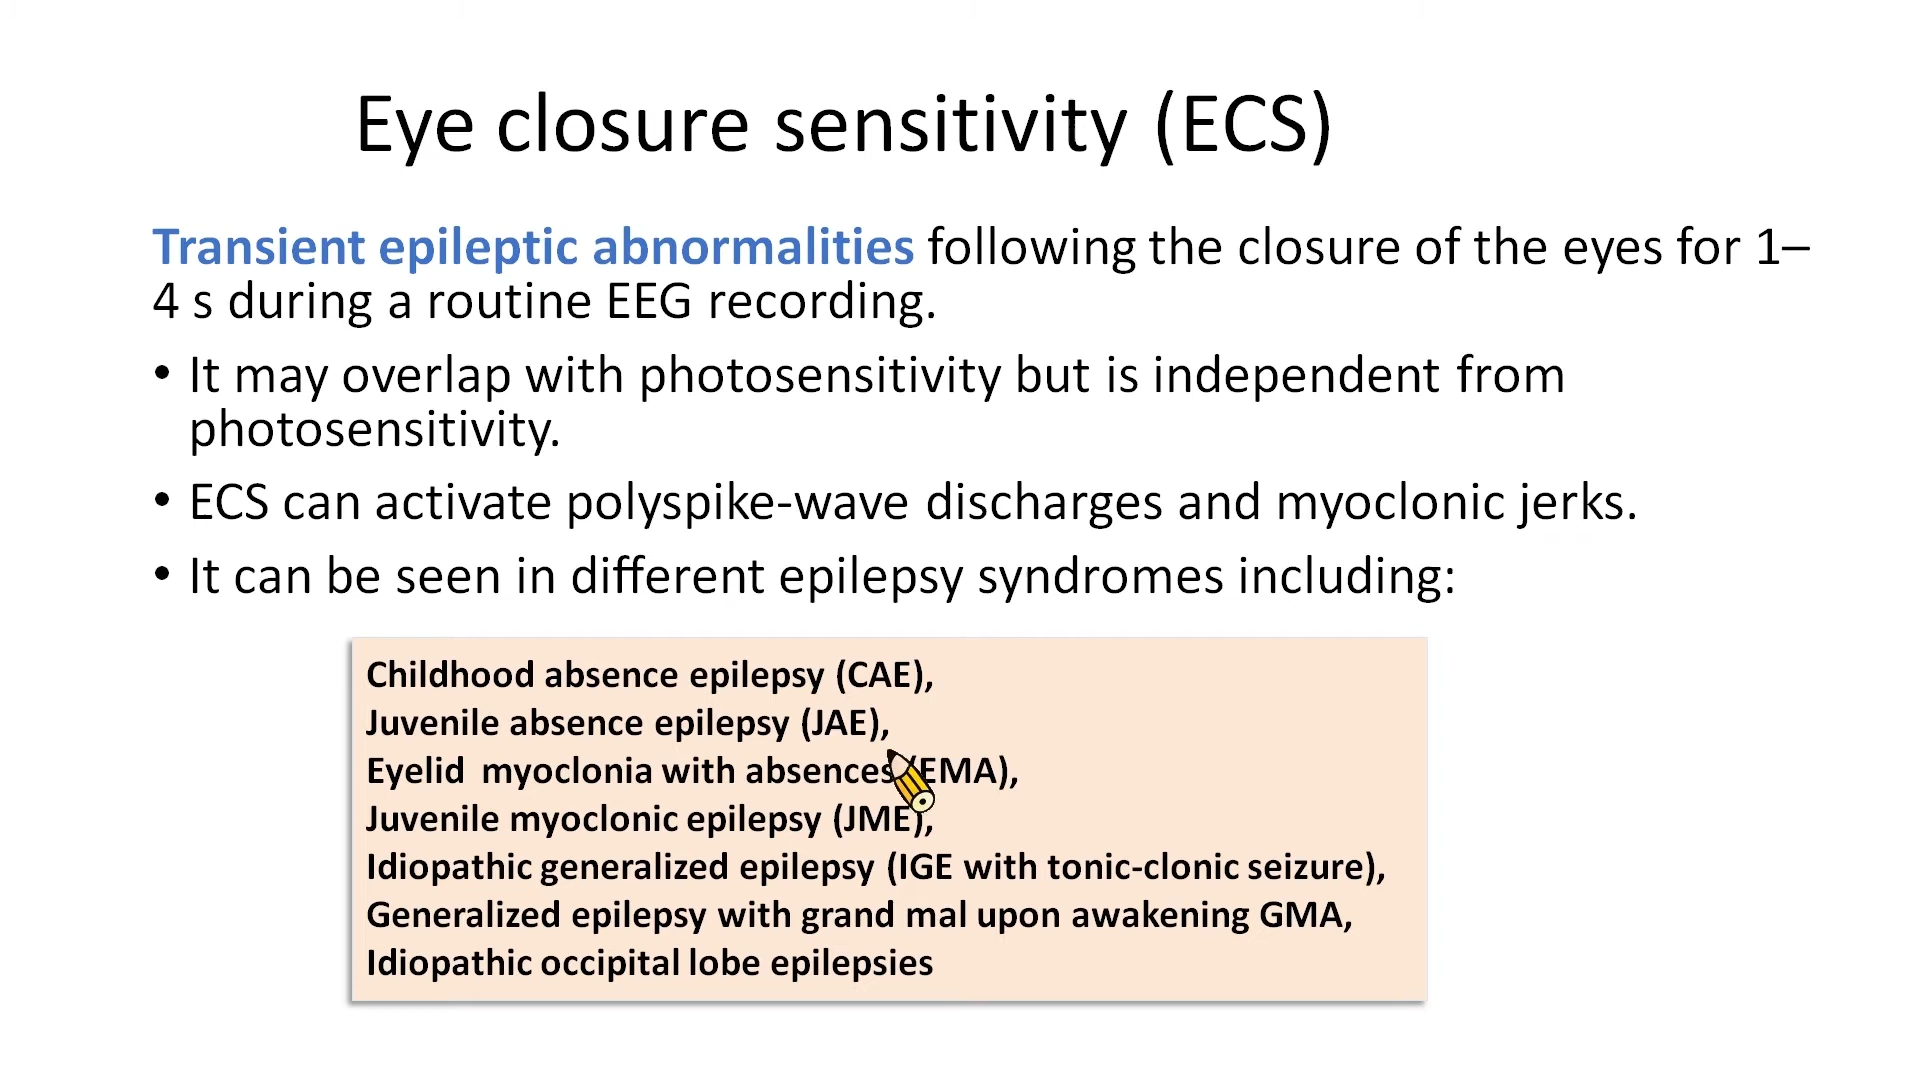 Eye closure sensitivity (ECS)
Transient epileptic abnormalities following the closure of the eyes for 1–
4 s during a routine EEG recording.
• It may overlap with photosensitivity but is independent from
photosensitivity.
• ECS can activate polyspike-wave discharges and myoclonic jerks.
• It can be seen in different epilepsy syndromes including:
Childhood absence epilepsy (CAE),
Juvenile absence epilepsy (JAE),
Eyelid myoclonia with absences (EMA),
Juvenile myoclonic epilepsy (JME),
Idiopathic generalized epilepsy (IGE with tonic-clonic seizure),
Generalized epilepsy with grand mal upon awakening GMA,
Idiopathic occipital lobe epilepsies